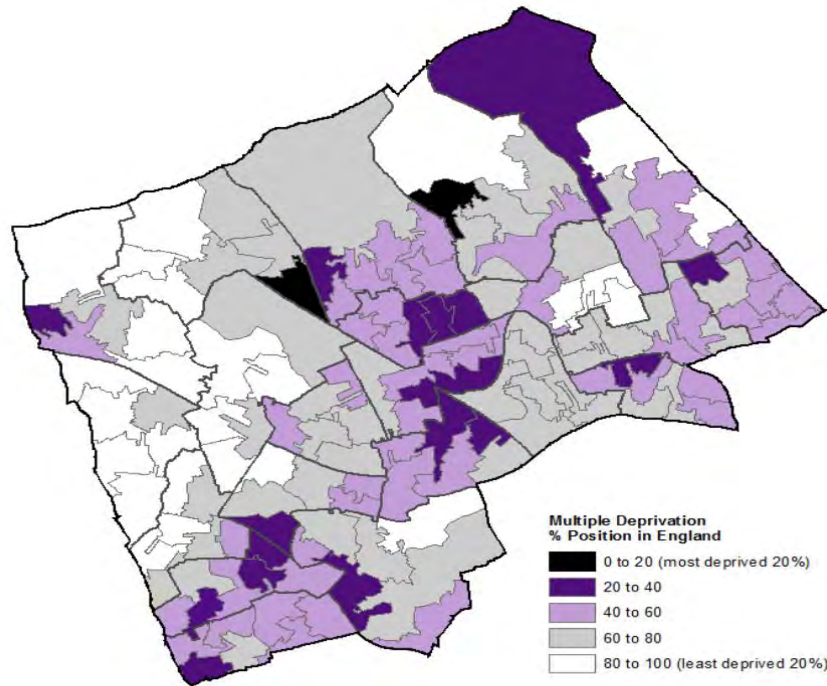 Multiple Deprivation
% Position in England
0 to 20 (most deprived 20%)
20 to 40
40 to 60
60 to 80
80 to 100 (least deprived 20%)